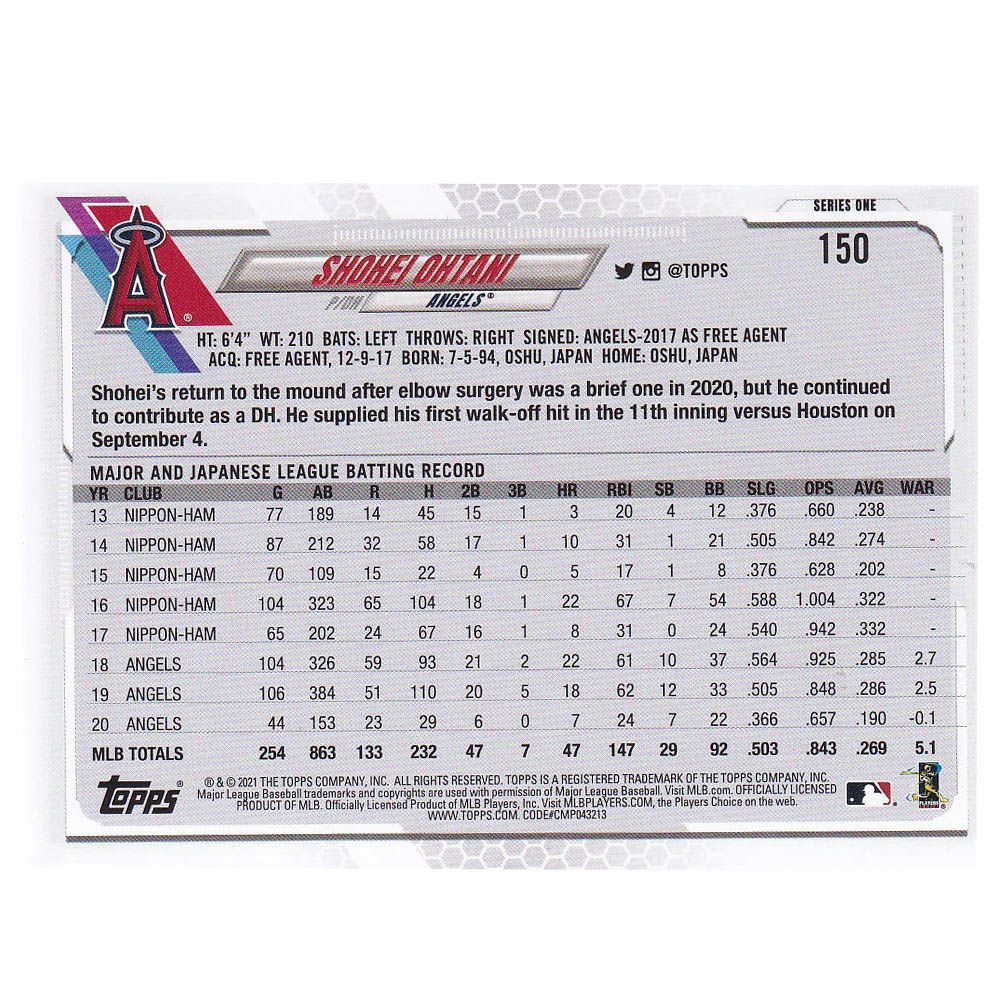 SERIES ONE
150
A
®
SHOHEI OHTANI
P/DH ANGELS®
@TOPPS
HT: 6'4" WT: 210 BATS: LEFT THROWS: RIGHT SIGNED: ANGELS-2017 AS FREE AGENT
ACQ: FREE AGENT, 12-9-17 BORN: 7-5-94, OSHU, JAPAN HOME: OSHU, JAPAN
Shohei's return to the mound after elbow surgery was a brief one in 2020, but he continued
to contribute as a DH. He supplied his first walk-off hit in the 11th inning versus Houston on
September 4.
MAJOR AND JAPANESE LEAGUE BATTING RECORD
YR CLUB G AB R H 2B 3B HR RBI SB BB SLG OPS AVG WAR
13 NIPPON-HAM 77 189 14 45 15 1 3 20 4 12 .376 .660 .238 -
14 NIPPON-HAM 87 212 32 58 17 1 10 31 1 21 .505 .842 .274 -
15 NIPPON-HAM 70 109 15 22 4 0 5 17 1 8 .376 .628 .202 -
16 NIPPON-HAM 104 323 65 104 18 1 22 67 7 54 .588 1.004 .322 -
17 NIPPON-HAM 65 202 24 67 16 1 8 31 0 24 .540 .942 .332 -
18 ANGELS 104 326 59 93 21 2 22 61 10 37 .564 .925 .285 2.7
19 ANGELS 106 384 51 110 20 5 18 62 12 33 .505 .848 .286 2.5
20 ANGELS 44 153 23 29 6 0 7 24 7 22 .366 .657 .190 -0.1
MLB TOTALS 254 863 133 232 47 7 47 147 29 92 .503 .843 .269 5.1
topps®
® & © 2021 THE TOPPS COMPANY, INC. ALL RIGHTS RESERVED. TOPPS IS A REGISTERED TRADEMARK OF THE TOPPS COMPANY, INC.
Major League Baseball trademarks and copyrights are used with permission of Major League Baseball. Visit MLB.com. OFFICIALLY LICENSED
PRODUCT OF MLB. Officially Licensed Product of MLB Players, Inc. Visit MLBPLAYERS.COM, the Players Choice on the web.
WWW.TOPPS.COM. CODE#CMP043213
PLAYERS